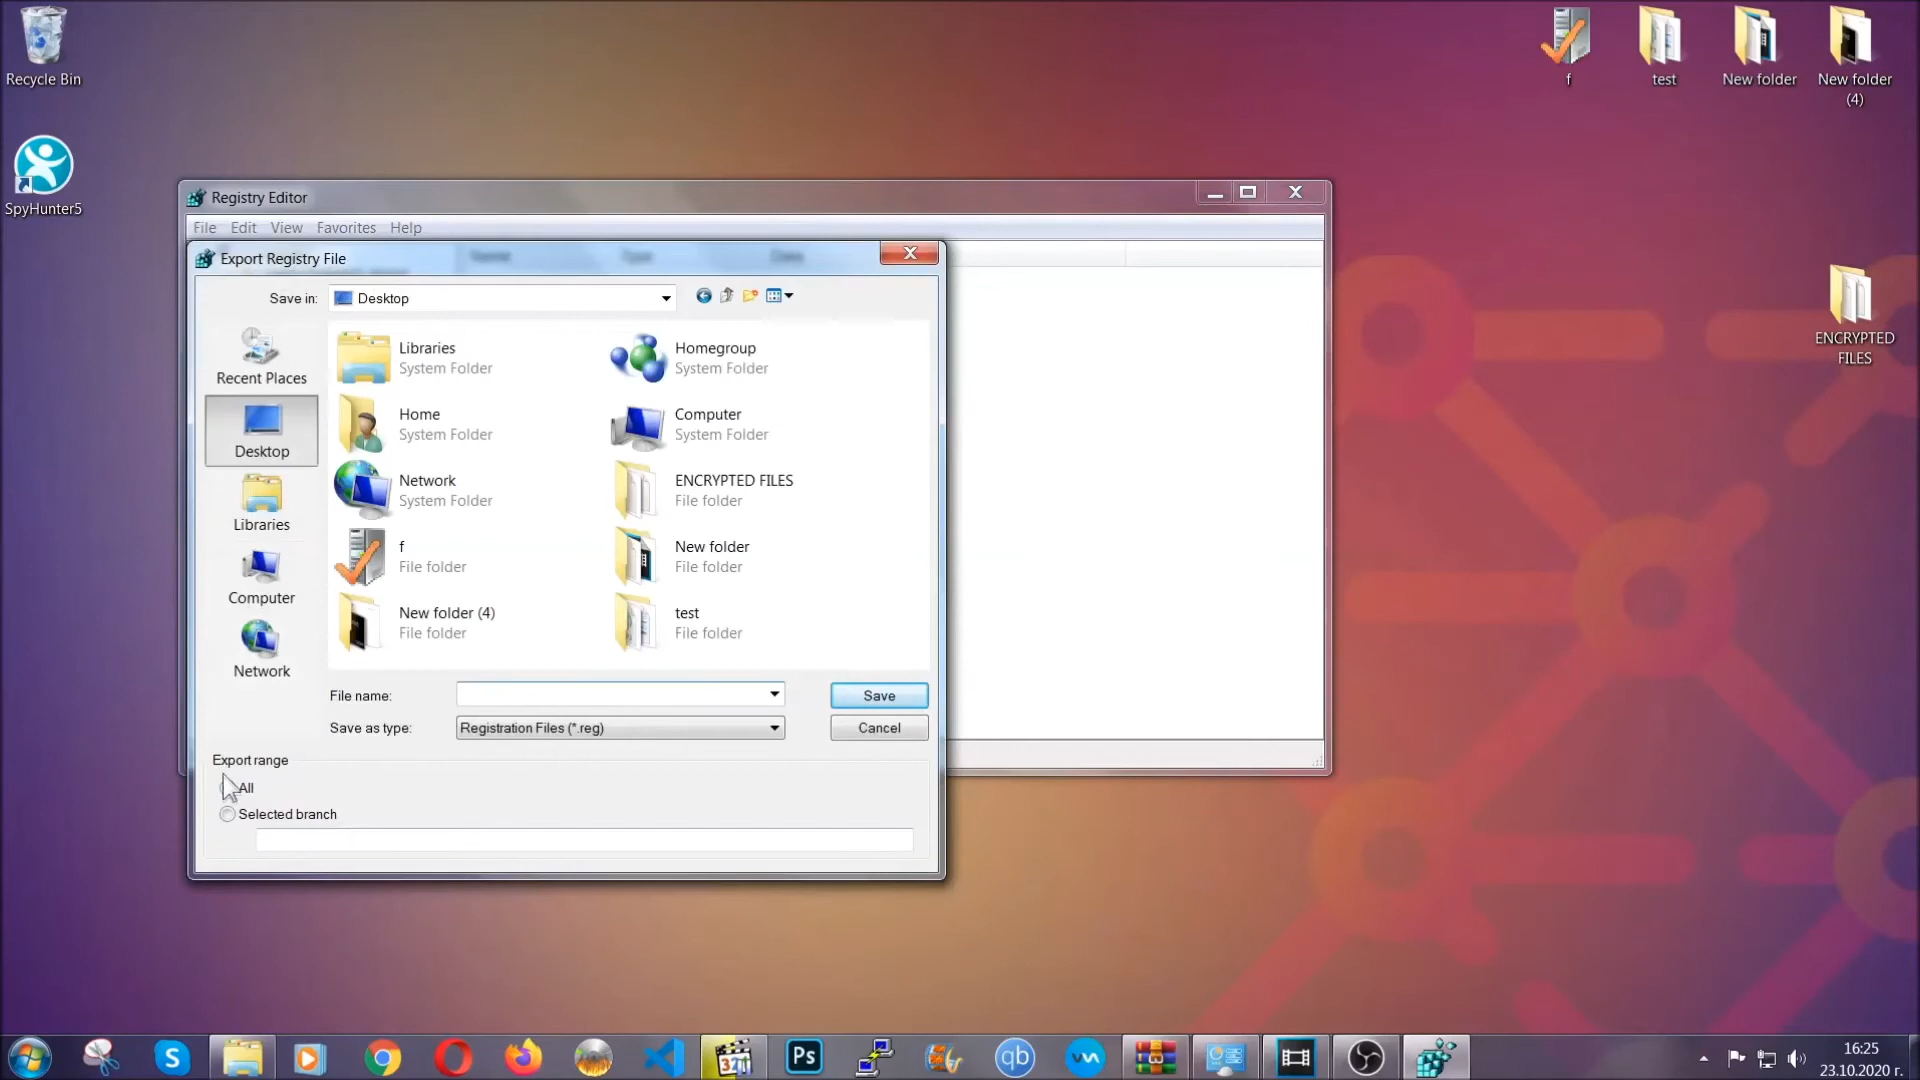 Recycle Bin
SpyHunter5
f
test
New folder
New folder
(4)
ENCRYPTED
FILES
Registry Editor
File Edit View Favorites Help
Export Registry File
Save in: Desktop
Recent Places
Desktop
Libraries
Computer
Network
Libraries
System Folder
Homegroup
System Folder
Home
System Folder
Computer
System Folder
Network
System Folder
ENCRYPTED FILES
File folder
f
File folder
New folder
File folder
New folder (4)
File folder
test
File folder
File name:
Save
Save as type: Registration Files (*.reg)
Cancel
Export range
All
Selected branch
321
Ps
qb
16:25
23.10.2020 г.